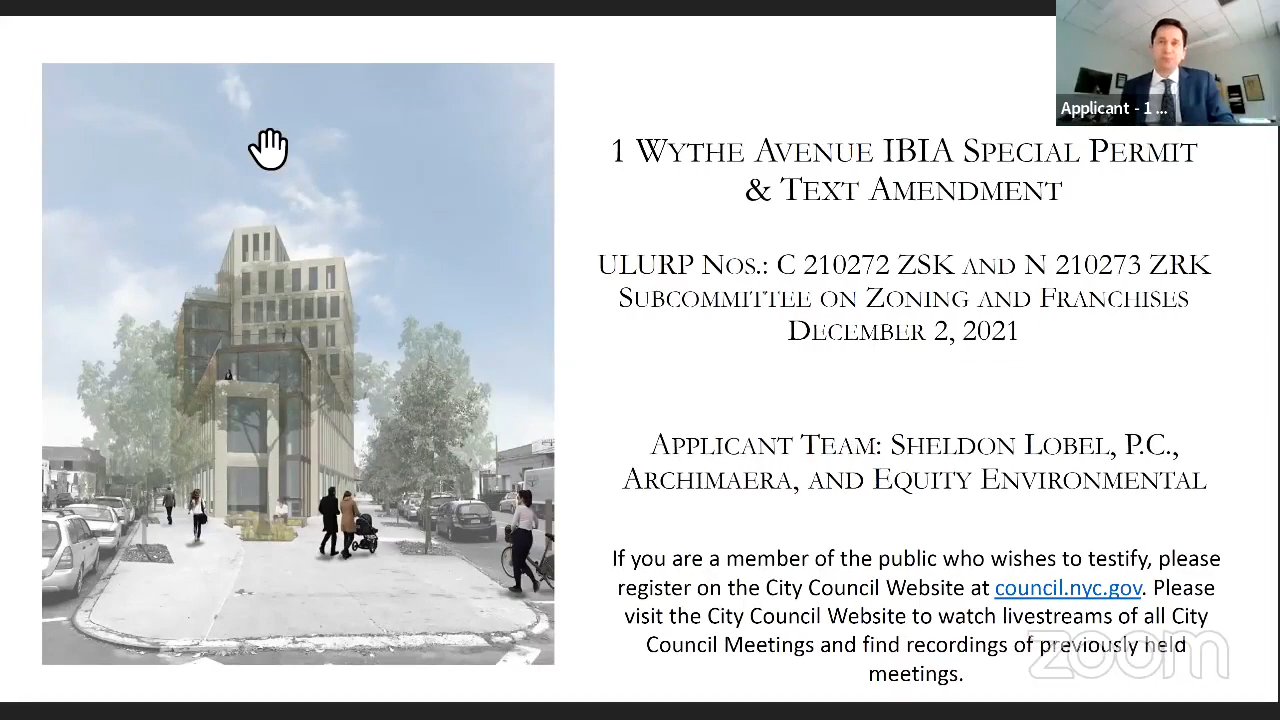 Applicant - 1 ...
1 Wythe Avenue IBIA Special Permit
& Text Amendment
ULURP Nos.: C 210272 ZSK and N 210273 ZRK
Subcommittee on Zoning and Franchises
December 2, 2021
Applicant Team: Sheldon Lobel, P.C.,
Archimaera, and Equity Environmental
If you are a member of the public who wishes to testify, please
register on the City Council Website at council.nyc.gov. Please
visit the City Council Website to watch livestreams of all City
Council Meetings and find recordings of previously held
meetings.
zoom